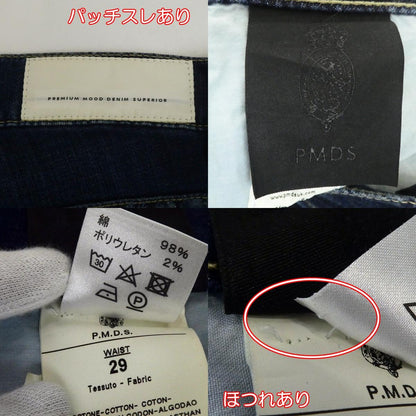 パッチスレあり
PREMIUM MOOD DENIM SUPERIOR
PMDS
綿 98%
ポリウレタン 2%
30
P
P.M.D.S.
WAIST
29
Tessuto - Fabric
ほつれあり